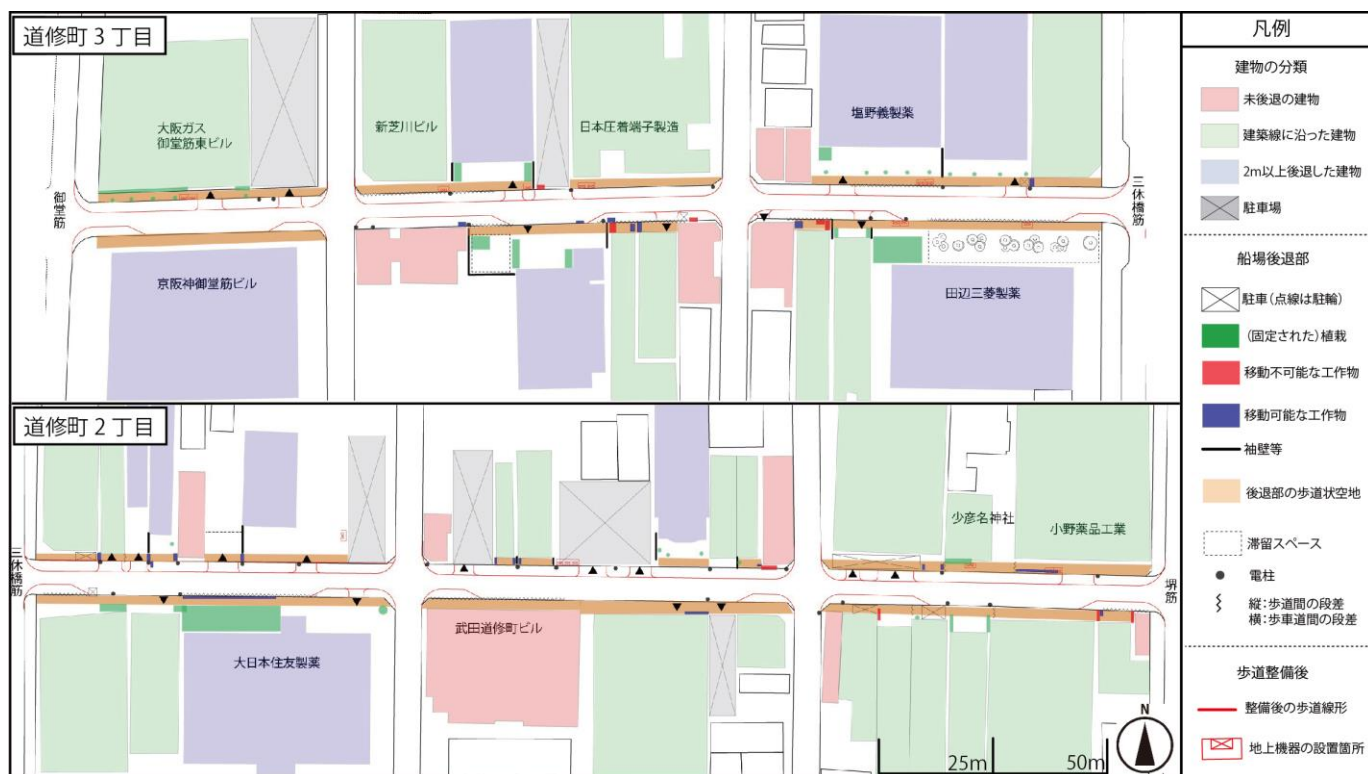 道修町 3 丁目
大阪ガス
御堂筋東ビル
新芝川ビル
日本圧着端子製造
塩野義製薬
御堂筋
三休橋筋
京阪神御堂筋ビル
田辺三菱製薬
道修町 2 丁目
少彦名神社
小野薬品工業
三休橋筋
堺筋
武田道修町ビル
大日本住友製薬
N
25m
50m
凡例
建物の分類
未後退の建物
建築線に沿った建物
2m以上後退した建物
駐車場
船場後退部
駐車(点線は駐輪)
(固定された)植栽
移動不可能な工作物
移動可能な工作物
袖壁等
後退部の歩道状空地
滞留スペース
電柱
縦:歩道間の段差
横:歩車道間の段差
歩道整備後
整備後の歩道線形
地上機器の設置箇所